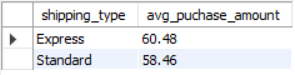 shipping_type avg_puchase_amount
Express 60.48
Standard 58.46